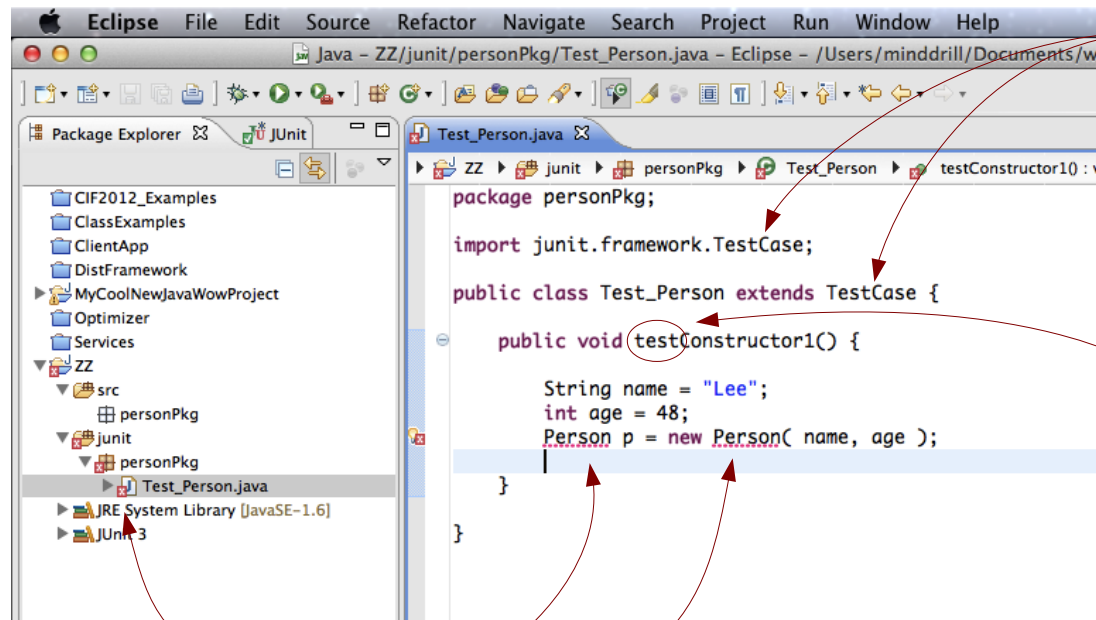 Eclipse File Edit Source Refactor Navigate Search Project Run Window Help
Java – ZZ/junit/personPkg/Test_Person.java – Eclipse – /Users/minddrill/Documents/w
Package Explorer JUnit
Test_Person.java
ZZ junit personPkg Test_Person testConstructor1() : v
CIF2012_Examples
ClassExamples
ClientApp
DistFramework
MyCoolNewJavaWowProject
Optimizer
Services
ZZ
src
personPkg
junit
personPkg
Test_Person.java
JRE System Library [JavaSE-1.6]
JUnit 3
package personPkg;
import junit.framework.TestCase;
public class Test_Person extends TestCase {
public void testConstructor1() {
String name = "Lee";
int age = 48;
Person p = new Person( name, age );
}
}